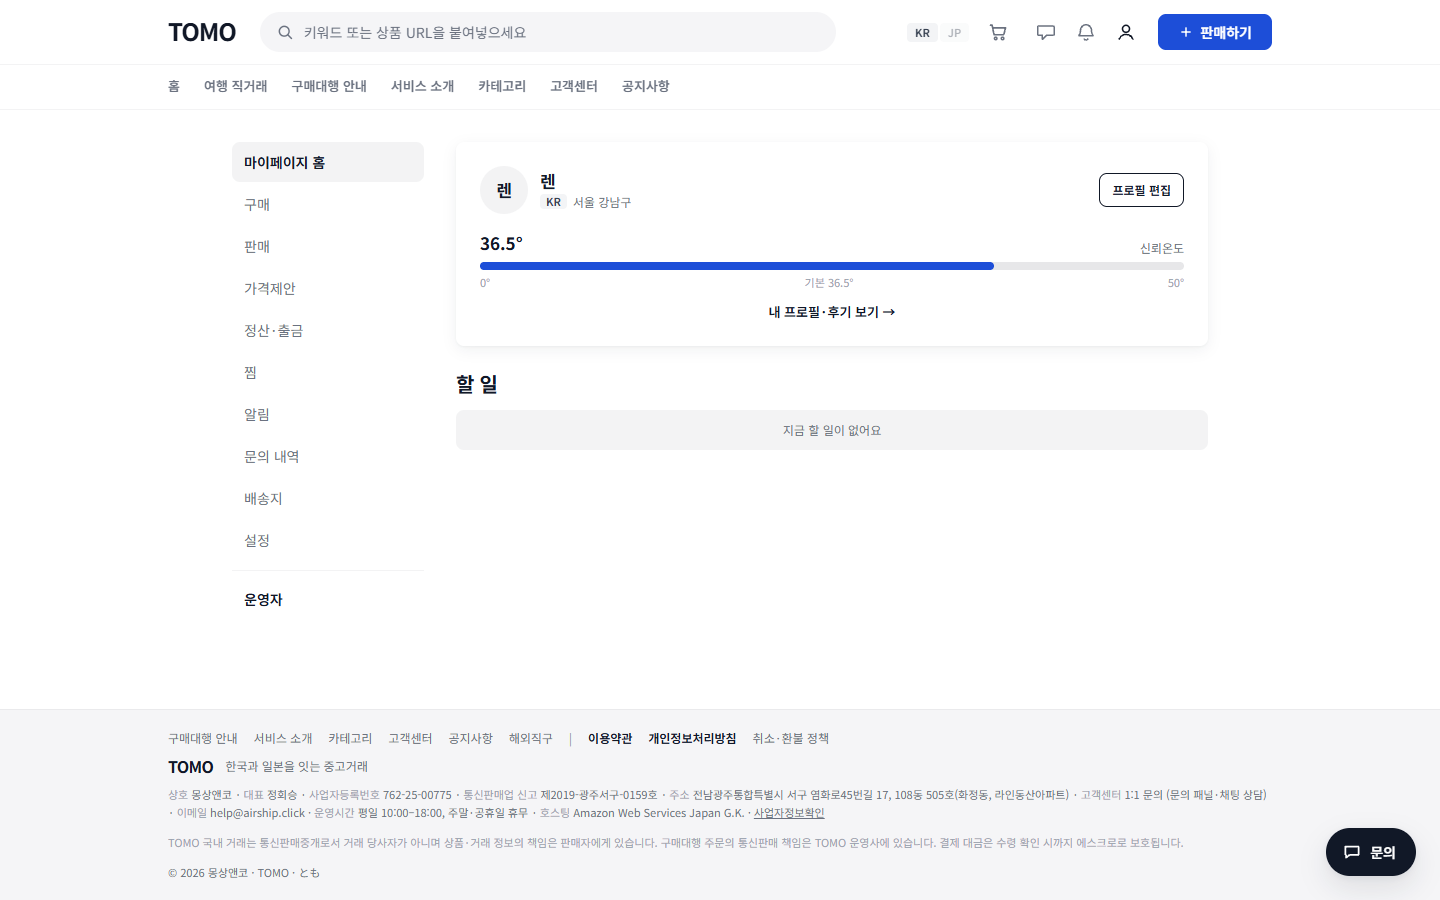 TOMO
키워드 또는 상품 URL을 붙여넣으세요
KR JP
판매하기
홈 여행 직거래 구매대행 안내 서비스 소개 카테고리 고객센터 공지사항
마이페이지 홈
구매
판매
가격제안
정산·출금
찜
알림
문의 내역
배송지
설정
운영자
렌
렌
KR 서울 강남구
프로필 편집
36.5°
신뢰온도
0° 기본 36.5° 50°
내 프로필·후기 보기 →
할 일
지금 할 일이 없어요
구매대행 안내 서비스 소개 카테고리 고객센터 공지사항 해외직구 | 이용약관 개인정보처리방침 취소·환불 정책
TOMO 한국과 일본을 잇는 중고거래
상호 몽상앤코 · 대표 정회승 · 사업자등록번호 762-25-00775 · 통신판매업 신고 제2019-광주서구-0159호 · 주소 전남광주통합특별시 서구 염화로45번길 17, 108동 505호(화정동, 라인동산아파트) · 고객센터 1:1 문의 (문의 패널·채팅 상담)
· 이메일 help@airship.click · 운영시간 평일 10:00–18:00, 주말·공휴일 휴무 · 호스팅 Amazon Web Services Japan G.K. · 사업자정보확인
TOMO 국내 거래는 통신판매중개로서 거래 당사자가 아니며 상품·거래 정보의 책임은 판매자에게 있습니다. 구매대행 주문의 통신판매 책임은 TOMO 운영사에 있습니다. 결제 대금은 수령 확인 시까지 에스크로로 보호됩니다.
© 2026 몽상앤코 · TOMO · とも
문의